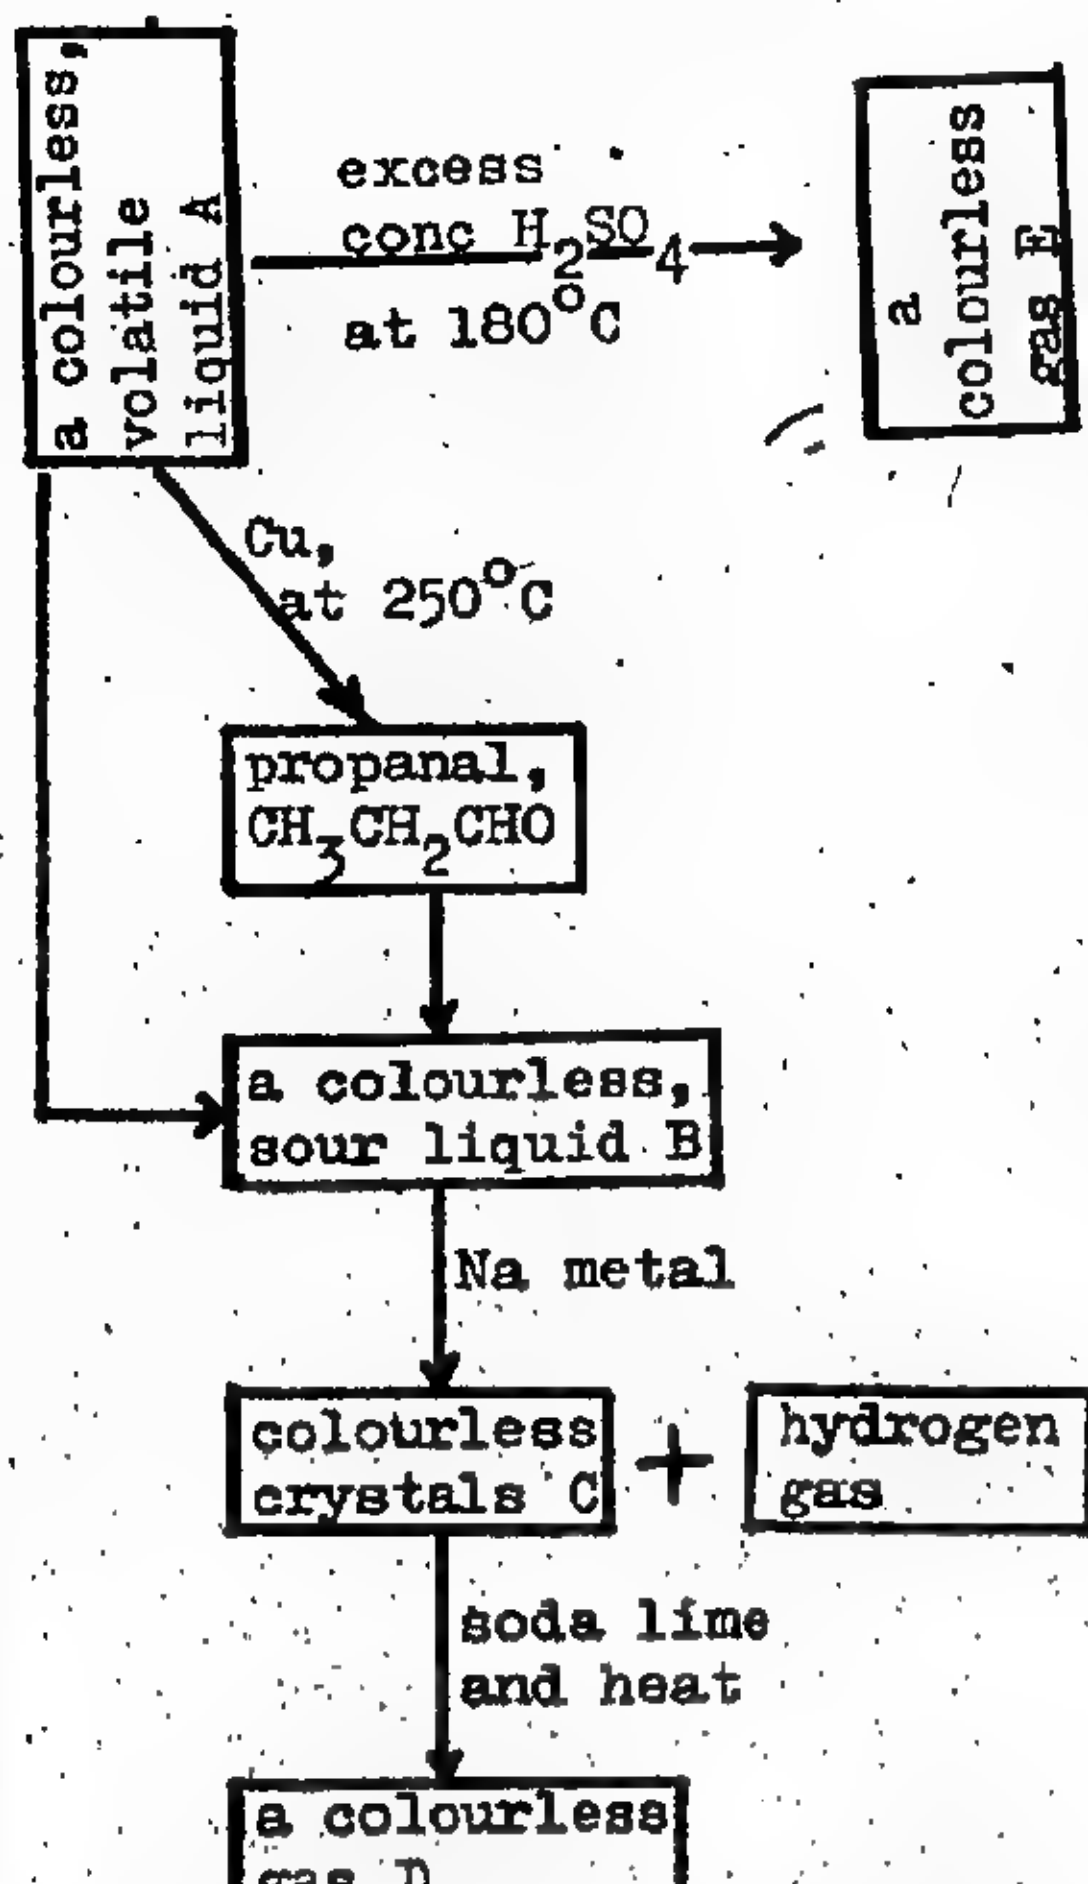 a colourless,
volatile
liquid A
excess
conc H2SO4
at 180°C
a
colourless
gas E
Cu,
at 250°C
propanal,
CH3CH2CHO
a colourless,
sour liquid B
Na metal
colourless
crystals C
+
hydrogen
gas
soda lime
and heat
a colourless
gas D